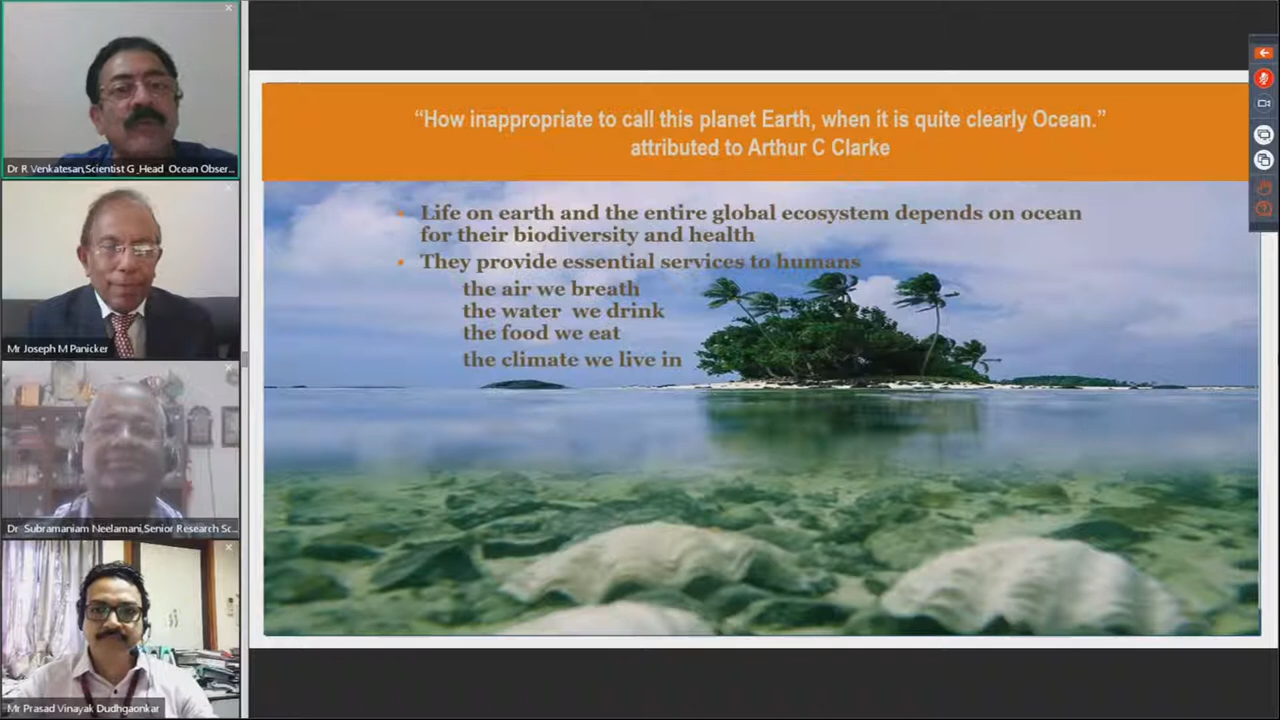 Dr R Venkatesan,Scientist G ,Head Ocean Obser...
Mr Joseph M Panicker
Dr Subramaniam Neelamani,Senior Research Sc...
Mr Prasad Vinayak Dudhgaonkar
“How inappropriate to call this planet Earth, when it is quite clearly Ocean.”
attributed to Arthur C Clarke
• Life on earth and the entire global ecosystem depends on ocean
for their biodiversity and health
• They provide essential services to humans
the air we breath
the water we drink
the food we eat
the climate we live in